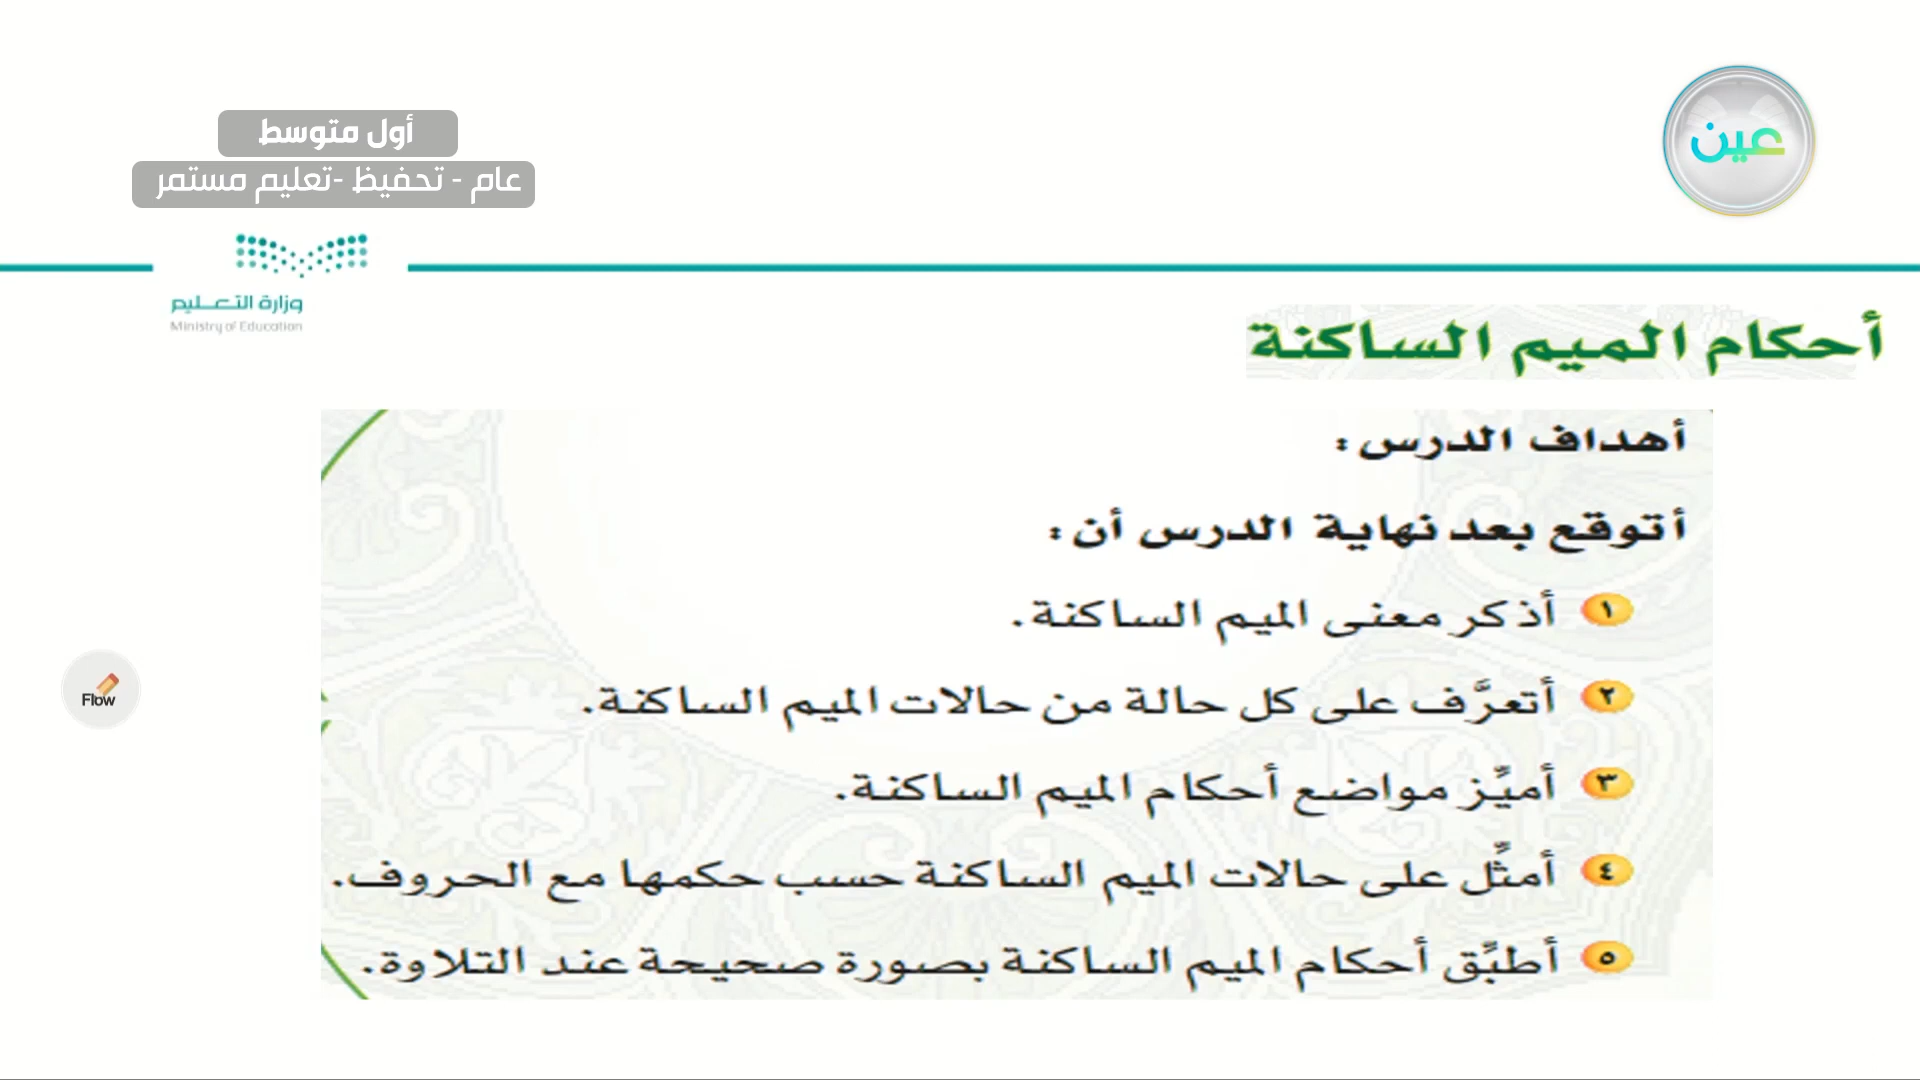 عين
أول متوسط
عام - تحفيظ -تعليم مستمر
وزارة التعليم
Ministry of Education
أحكام الميم الساكنة
أهداف الدرس :
أتوقع بعد نهاية الدرس أن :
١ أذكر معنى الميم الساكنة.
٢ أتعرَّف على كل حالة من حالات الميم الساكنة.
٣ أميِّز مواضع أحكام الميم الساكنة.
٤ أمثِّل على حالات الميم الساكنة حسب حكمها مع الحروف.
٥ أطبِّق أحكام الميم الساكنة بصورة صحيحة عند التلاوة.
Flow